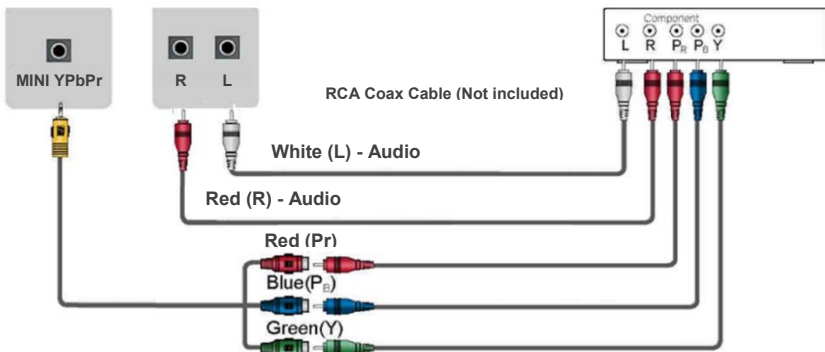 Component
L R PR PB Y
MINI YPbPr
R L
RCA Coax Cable (Not included)
White (L) - Audio
Red (R) - Audio
Red (Pr)
Blue(PB)
Green(Y)